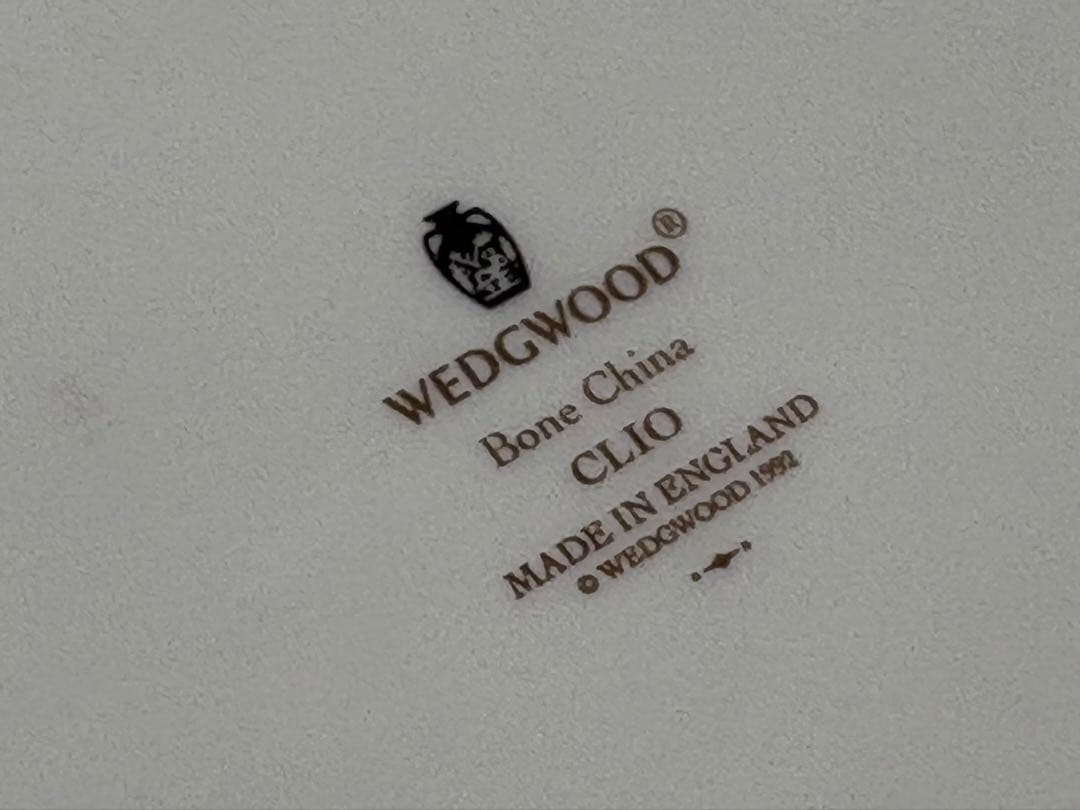 WEDGWOOD®
Bone China
CLIO
MADE IN ENGLAND
© WEDGWOOD 1992